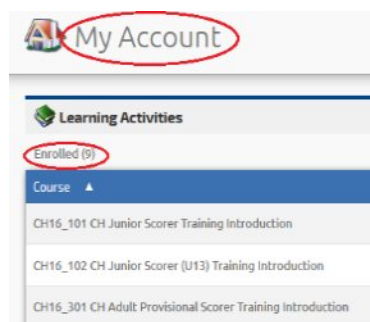 My Account
Learning Activities
Enrolled (9)
Course ▲
CH16_101 CH Junior Scorer Training Introduction
CH16_102 CH Junior Scorer (U13) Training Introduction
CH16_301 CH Adult Provisional Scorer Training Introduction